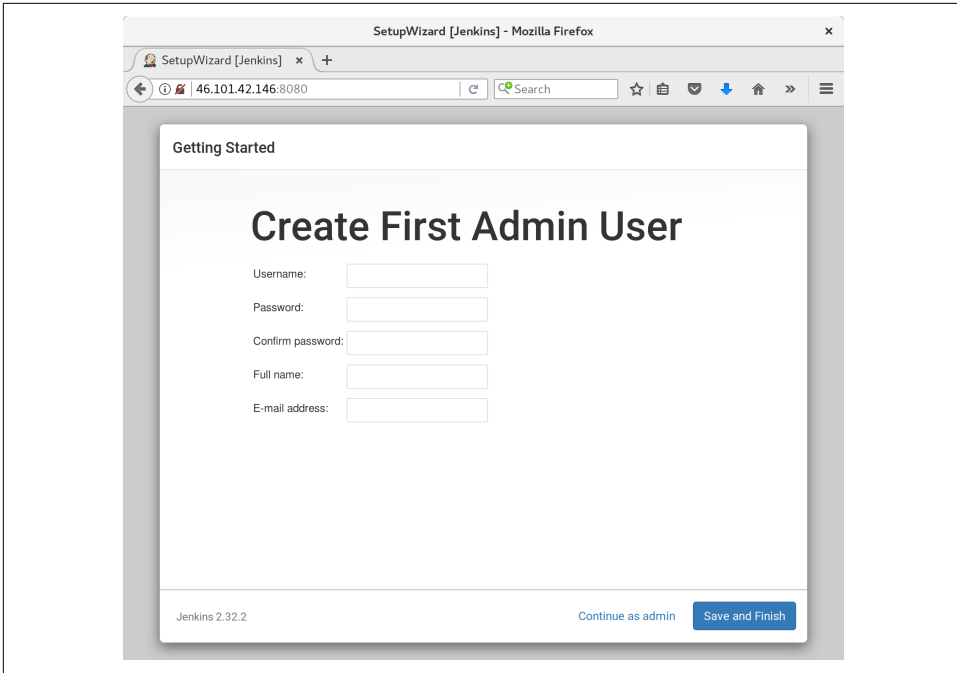 SetupWizard [Jenkins] - Mozilla Firefox
SetupWizard [Jenkins]
46.101.42.146:8080
Search
Getting Started
Create First Admin User
Username:
Password:
Confirm password:
Full name:
E-mail address:
Jenkins 2.32.2
Continue as admin
Save and Finish